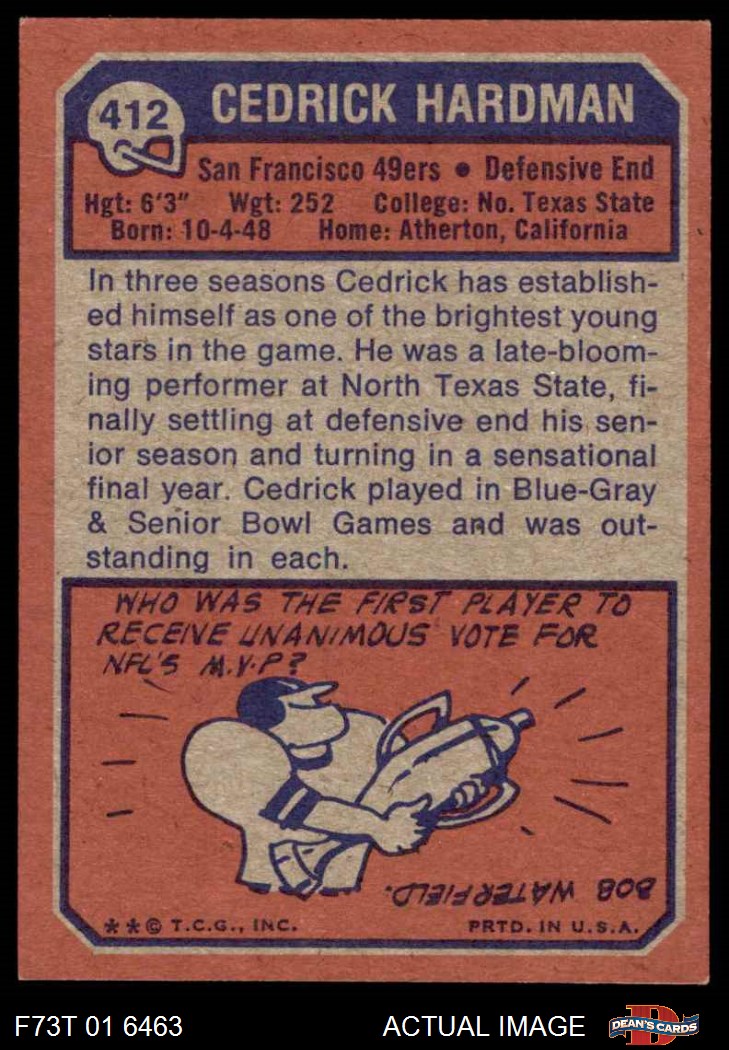 412
CEDRICK HARDMAN
San Francisco 49ers • Defensive End
Hgt: 6'3" Wgt: 252 College: No. Texas State
Born: 10-4-48 Home: Atherton, California
In three seasons Cedrick has establish-
ed himself as one of the brightest young
stars in the game. He was a late-bloom-
ing performer at North Texas State, fi-
nally settling at defensive end his sen-
ior season and turning in a sensational
final year. Cedrick played in Blue-Gray
& Senior Bowl Games and was out-
standing in each.
WHO WAS THE FIRST PLAYER TO
RECEIVE UNANIMOUS VOTE FOR
NFL'S M.V.P?
BOB WATERFIELD.
**© T.C.G., INC. PRTD. IN U.S.A.
F73T 01 6463 ACTUAL IMAGE DEAN'S CARDS